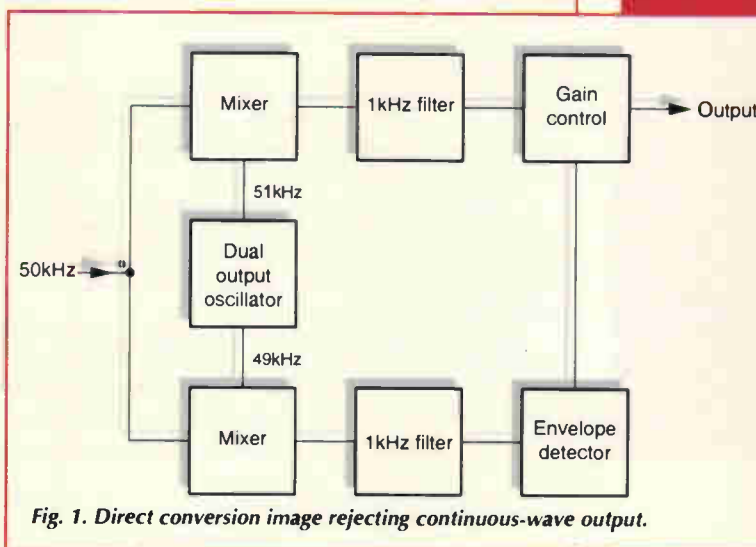 Mixer
1kHz filter
Gain
control
Output
51kHz
50kHz
Dual
output
oscillator
49kHz
Mixer
1kHz filter
Envelope
detector
Fig. 1. Direct conversion image rejecting continuous-wave output.